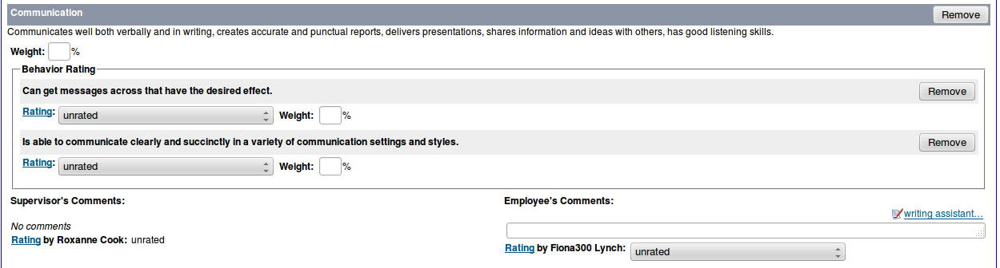 Communication Remove
Communicates well both verbally and in writing, creates accurate and punctual reports, delivers presentations, shares information and ideas with others, has good listening skills.
Weight: %
Behavior Rating
Can get messages across that have the desired effect. Remove
Rating: unrated Weight: %
Is able to communicate clearly and succinctly in a variety of communication settings and styles. Remove
Rating: unrated Weight: %
Supervisor's Comments:
No comments
Rating by Roxanne Cook: unrated
Employee's Comments:
writing assistant...
Rating by Fiona300 Lynch: unrated